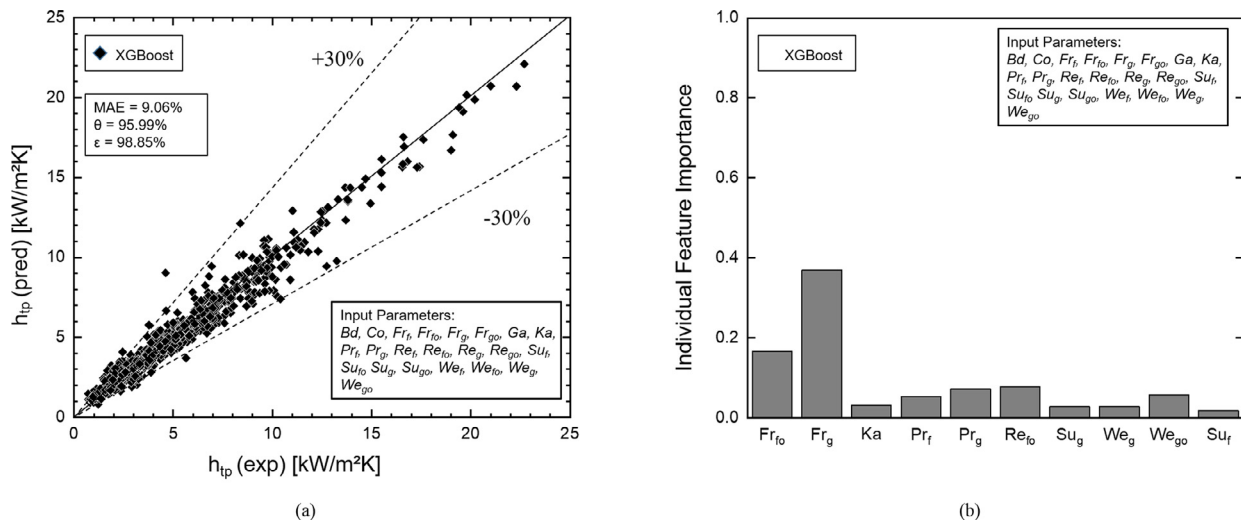 25
20
15
10
5
0
h_tp (pred) [kW/m²K]
XGBoost
MAE = 9.06%
θ = 95.99%
ε = 98.85%
+30%
-30%
Input Parameters:
Bd, Co, Fr_f, Fr_fo, Fr_g, Fr_go, Ga, Ka,
Pr_f, Pr_g, Re_f, Re_fo, Re_g, Re_go, Su_f,
Su_fo Su_g, Su_go, We_f, We_fo, We_g,
We_go
0 5 10 15 20 25
h_tp (exp) [kW/m²K]
(a)
1.0
0.8
0.6
0.4
0.2
0.0
Individual Feature Importance
XGBoost
Input Parameters:
Bd, Co, Fr_f, Fr_fo, Fr_g, Fr_go, Ga, Ka,
Pr_f, Pr_g, Re_f, Re_fo, Re_g, Re_go, Su_f,
Su_fo Su_g, Su_go, We_f, We_fo, We_g,
We_go
Fr_fo Fr_g Ka Pr_f Pr_g Re_fo Su_g We_g We_go Su_f
(b)